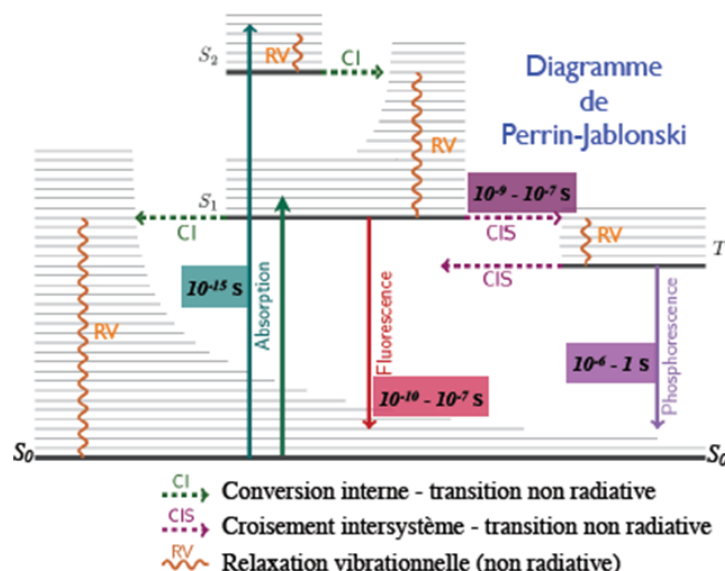 S₂
RV
CI
Diagramme
de
Perrin-Jablonski
RV
S₁
10⁻⁹ - 10⁻⁷ s
CI
CIS
RV
T
CIS
10⁻¹⁵ s
Absorption
RV
Fluorescence
10⁻¹⁰ - 10⁻⁷ s
10⁻⁶ - 1 s
Phosphorescence
S₀
S₀
CI Conversion interne - transition non radiative
CIS Croisement intersystème - transition non radiative
RV Relaxation vibrationnelle (non radiative)